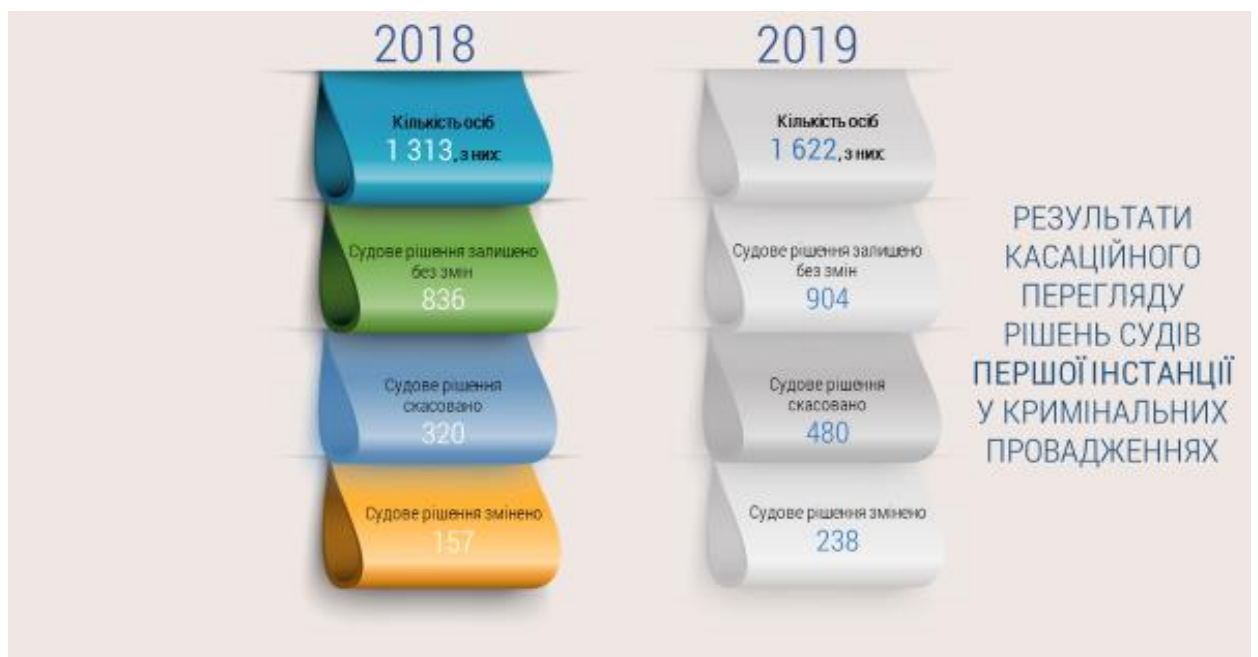 2018
Кількість осіб
1 313, з них:
Судове рішення залишено
без змін
836
Судове рішення
скасовано
320
Судове рішення змінено
157
2019
Кількість осіб
1 622, з них:
Судове рішення залишено
без змін
904
Судове рішення
скасовано
480
Судове рішення змінено
238
РЕЗУЛЬТАТИ
КАСАЦІЙНОГО
ПЕРЕГЛЯДУ
РІШЕНЬ СУДІВ
ПЕРШОЇ ІНСТАНЦІЇ
У КРИМІНАЛЬНИХ
ПРОВАДЖЕННЯХ